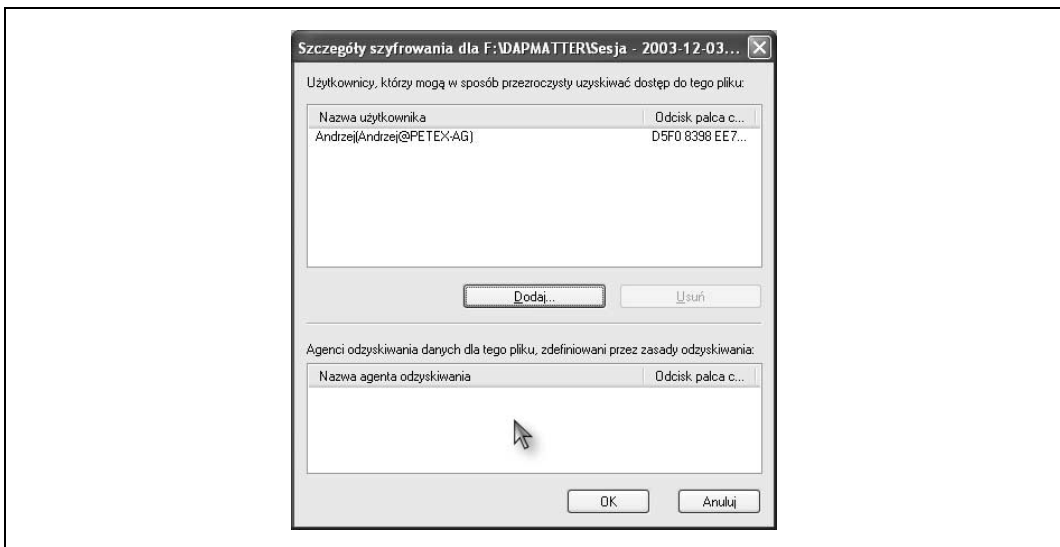 Szczegóły szyfrowania dla F:\DAPMATTER\Sesja - 2003-12-03...
Użytkownicy, którzy mogą w sposób przezroczysty uzyskiwać dostęp do tego pliku:
Nazwa użytkownika Odcisk palca c...
Andrzej(Andrzej@PETEX-AG) D5F0 8398 EE7...
Dodaj... Usuń
Agenci odzyskiwania danych dla tego pliku, zdefiniowani przez zasady odzyskiwania:
Nazwa agenta odzyskiwania Odcisk palca c...
OK Anuluj